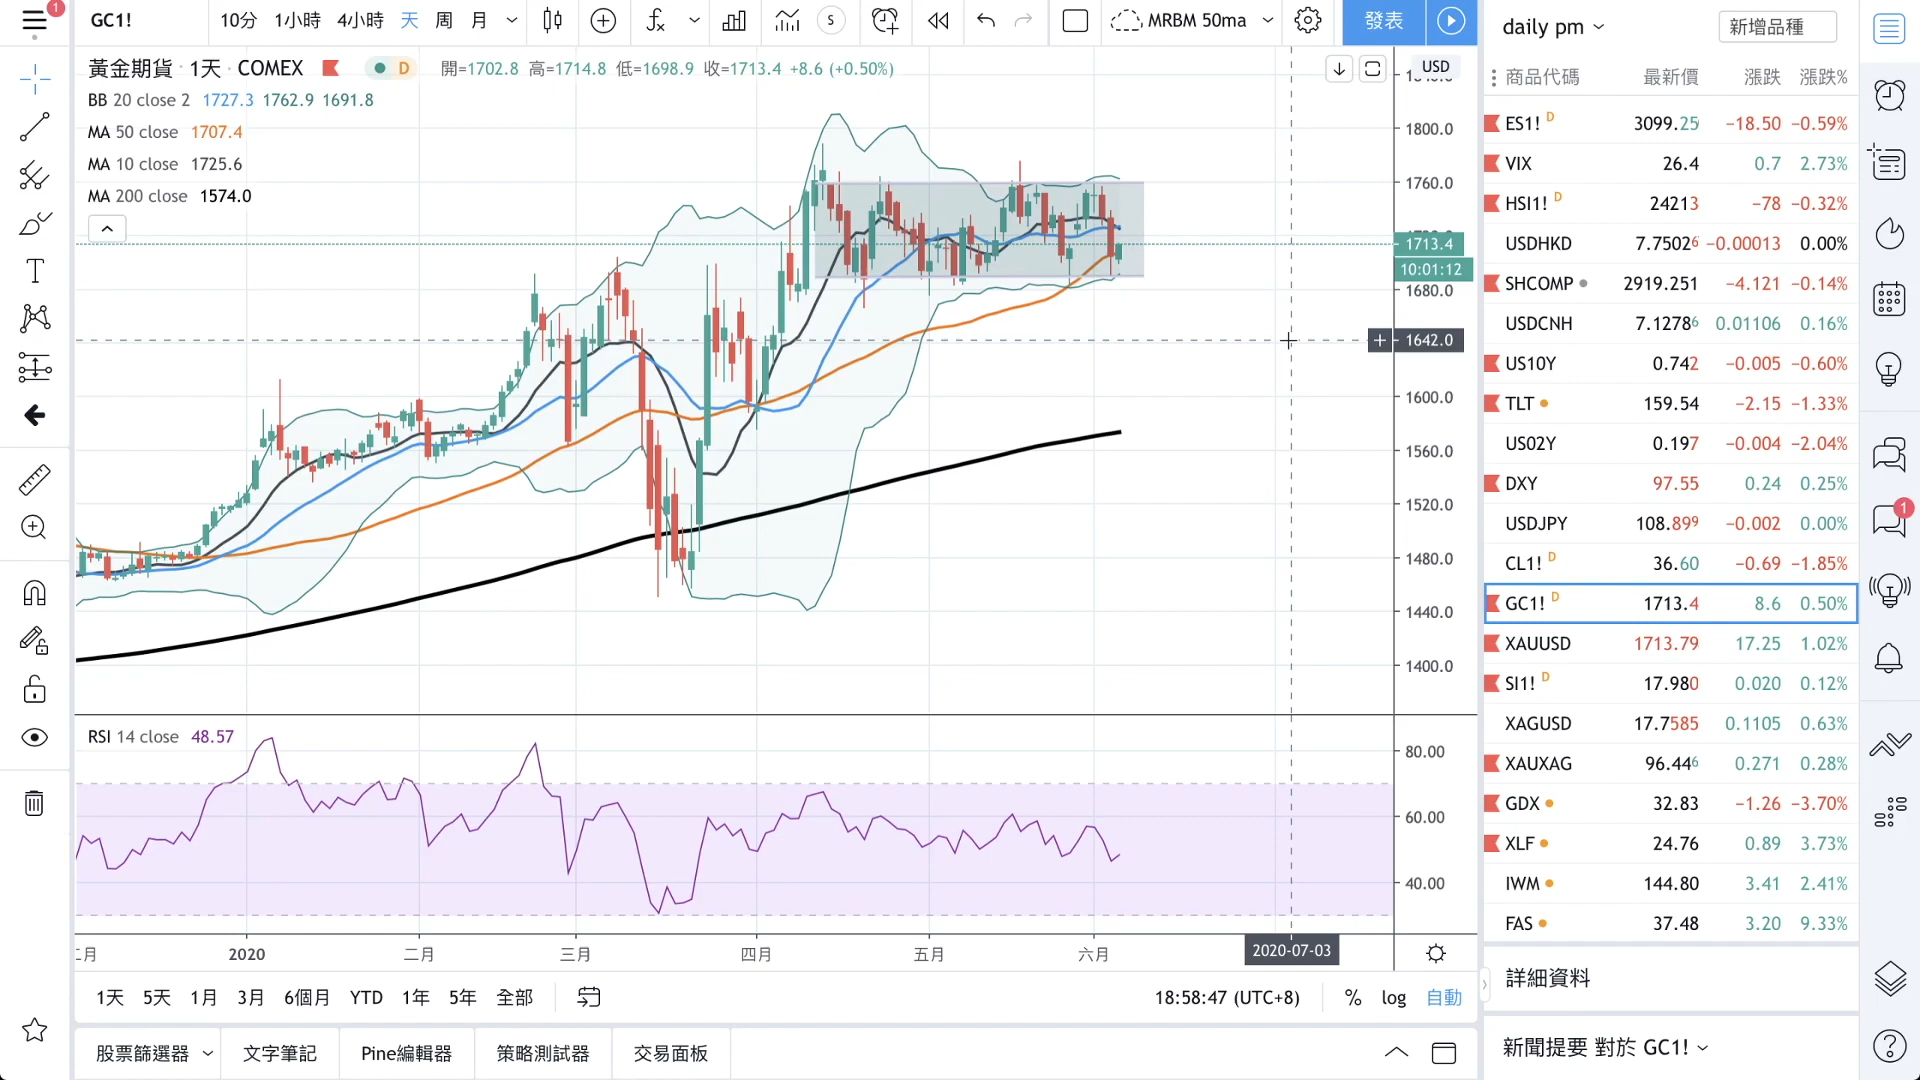 1
GC1!
10分 1小時 4小時 天 周 月
S
MRBM 50ma
發表
黃金期貨 · 1天 · COMEX D 開=1702.8 高=1714.8 低=1698.9 收=1713.4 +8.6 (+0.50%)
BB 20 close 2 1727.3 1762.9 1691.8
MA 50 close 1707.4
MA 10 close 1725.6
MA 200 close 1574.0
USD
1800.0
1760.0
1713.4
10:01:12
1680.0
1642.0
1600.0
1560.0
1520.0
1480.0
1440.0
1400.0
RSI 14 close 48.57
80.00
60.00
40.00
2020 二月 三月 四月 五月 六月 2020-07-03
1天 5天 1月 3月 6個月 YTD 1年 5年 全部
18:58:47 (UTC+8) % log 自動
股票篩選器 文字筆記 Pine編輯器 策略測試器 交易面板
daily pm 新增品種
商品代碼 最新價 漲跌 漲跌%
ES1! D 3099.25 −18.50 −0.59%
VIX 26.4 0.7 2.73%
HSI1! D 24213 −78 −0.32%
USDHKD 7.75026 −0.00013 0.00%
SHCOMP 2919.251 −4.121 −0.14%
USDCNH 7.12786 0.01106 0.16%
US10Y 0.742 −0.005 −0.60%
TLT 159.54 −2.15 −1.33%
US02Y 0.197 −0.004 −2.04%
DXY 97.55 0.24 0.25%
USDJPY 108.899 −0.002 0.00%
CL1! D 36.60 −0.69 −1.85%
GC1! D 1713.4 8.6 0.50%
XAUUSD 1713.79 17.25 1.02%
SI1! D 17.980 0.020 0.12%
XAGUSD 17.7585 0.1105 0.63%
XAUXAG 96.446 0.271 0.28%
GDX 32.83 −1.26 −3.70%
XLF 24.76 0.89 3.73%
IWM 144.80 3.41 2.41%
FAS 37.48 3.20 9.33%
詳細資料
新聞提要 對於 GC1!
1